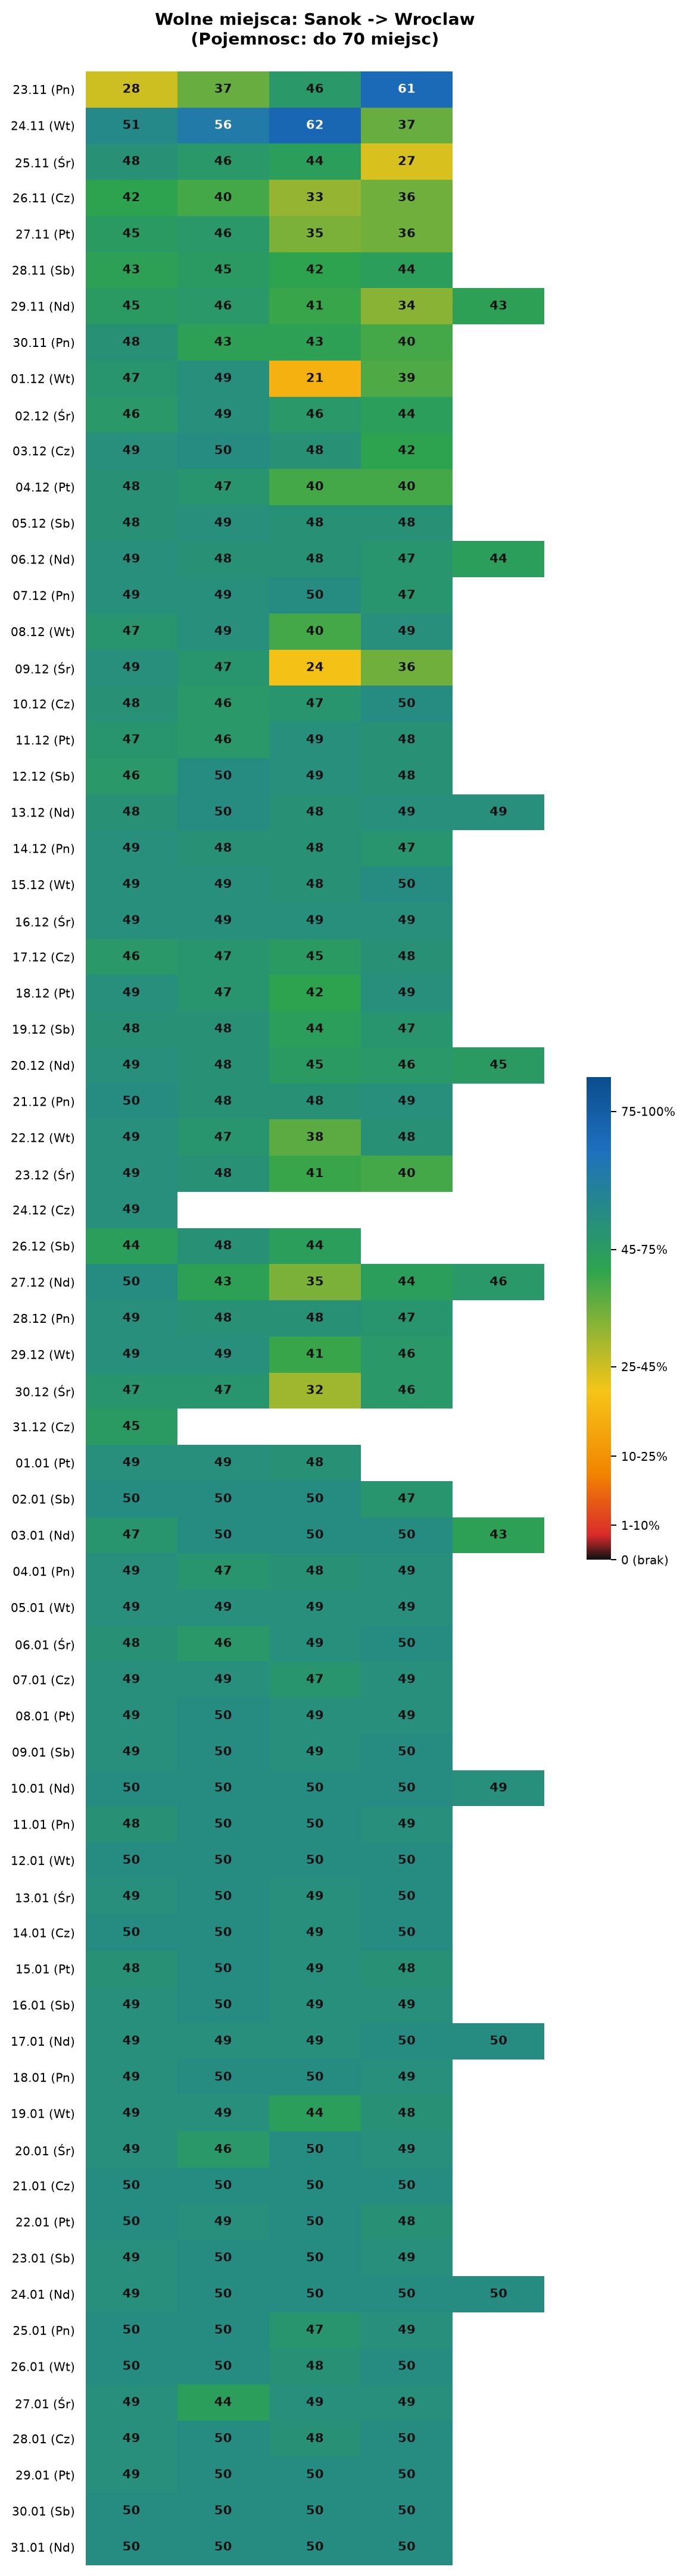 Wolne miejsca: Sanok -> Wroclaw
(Pojemnosc: do 70 miejsc)
23.11 (Pn) 28 37 46 61
24.11 (Wt) 51 56 62 37
25.11 (Śr) 48 46 44 27
26.11 (Cz) 42 40 33 36
27.11 (Pt) 45 46 35 36
28.11 (Sb) 43 45 42 44
29.11 (Nd) 45 46 41 34 43
30.11 (Pn) 48 43 43 40
01.12 (Wt) 47 49 21 39
02.12 (Śr) 46 49 46 44
03.12 (Cz) 49 50 48 42
04.12 (Pt) 48 47 40 40
05.12 (Sb) 48 49 48 48
06.12 (Nd) 49 48 48 47 44
07.12 (Pn) 49 49 50 47
08.12 (Wt) 47 49 40 49
09.12 (Śr) 49 47 24 36
10.12 (Cz) 48 46 47 50
11.12 (Pt) 47 46 49 48
12.12 (Sb) 46 50 49 48
13.12 (Nd) 48 50 48 49 49
14.12 (Pn) 49 48 48 47
15.12 (Wt) 49 49 48 50
16.12 (Śr) 49 49 49 49
17.12 (Cz) 46 47 45 48
18.12 (Pt) 49 47 42 49
19.12 (Sb) 48 48 44 47
20.12 (Nd) 49 48 45 46 45
21.12 (Pn) 50 48 48 49
22.12 (Wt) 49 47 38 48
23.12 (Śr) 49 48 41 40
24.12 (Cz) 49
26.12 (Sb) 44 48 44
27.12 (Nd) 50 43 35 44 46
28.12 (Pn) 49 48 48 47
29.12 (Wt) 49 49 41 46
30.12 (Śr) 47 47 32 46
31.12 (Cz) 45
01.01 (Pt) 49 49 48
02.01 (Sb) 50 50 50 47
03.01 (Nd) 47 50 50 50 43
04.01 (Pn) 49 47 48 49
05.01 (Wt) 49 49 49 49
06.01 (Śr) 48 46 49 50
07.01 (Cz) 49 49 47 49
08.01 (Pt) 49 50 49 49
09.01 (Sb) 49 50 49 50
10.01 (Nd) 50 50 50 50 49
11.01 (Pn) 48 50 50 49
12.01 (Wt) 50 50 50 50
13.01 (Śr) 49 50 49 50
14.01 (Cz) 50 50 49 50
15.01 (Pt) 48 50 49 48
16.01 (Sb) 49 50 49 49
17.01 (Nd) 49 49 49 50 50
18.01 (Pn) 49 50 50 49
19.01 (Wt) 49 49 44 48
20.01 (Śr) 49 46 50 49
21.01 (Cz) 50 50 50 50
22.01 (Pt) 50 49 50 48
23.01 (Sb) 49 50 50 49
24.01 (Nd) 49 50 50 50 50
25.01 (Pn) 50 50 47 49
26.01 (Wt) 50 50 48 50
27.01 (Śr) 49 44 49 49
28.01 (Cz) 49 50 48 50
29.01 (Pt) 49 50 50 50
30.01 (Sb) 50 50 50 50
31.01 (Nd) 50 50 50 50
75-100%
45-75%
25-45%
10-25%
1-10%
0 (brak)